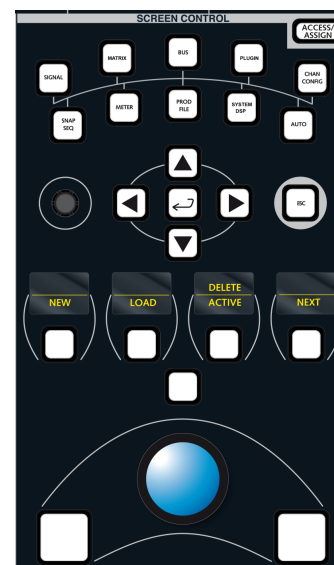 SCREEN CONTROL
ACCESS/
ASSIGN
BUS
MATRIX
PLUGIN
SIGNAL
CHAN
CONFIG
METER
PROD
FILE
SYSTEM
DSP
SNAP
SEQ
AUTO
ESC
DELETE
NEW
LOAD
ACTIVE
NEXT